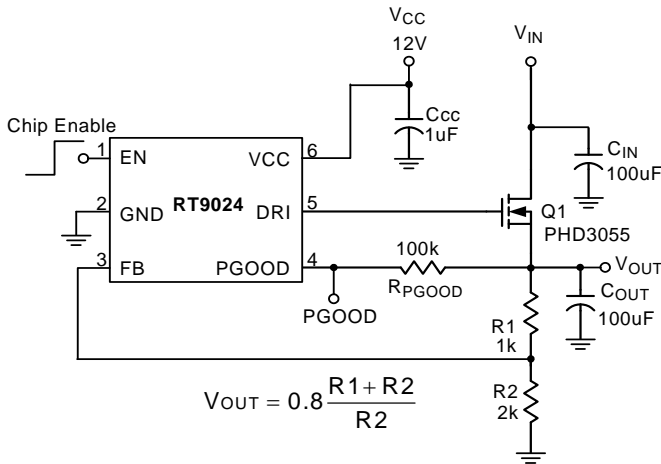 VCC
12V
VIN
CCC
1uF
Chip Enable
CIN
100uF
1
EN
VCC
6
RT9024
2
GND
DRI
5
Q1
PHD3055
3
FB
PGOOD
4
100k
RPGOOD
PGOOD
VOUT
COUT
100uF
R1
1k
R2
2k
VOUT = 0.8 R1 + R2
R2